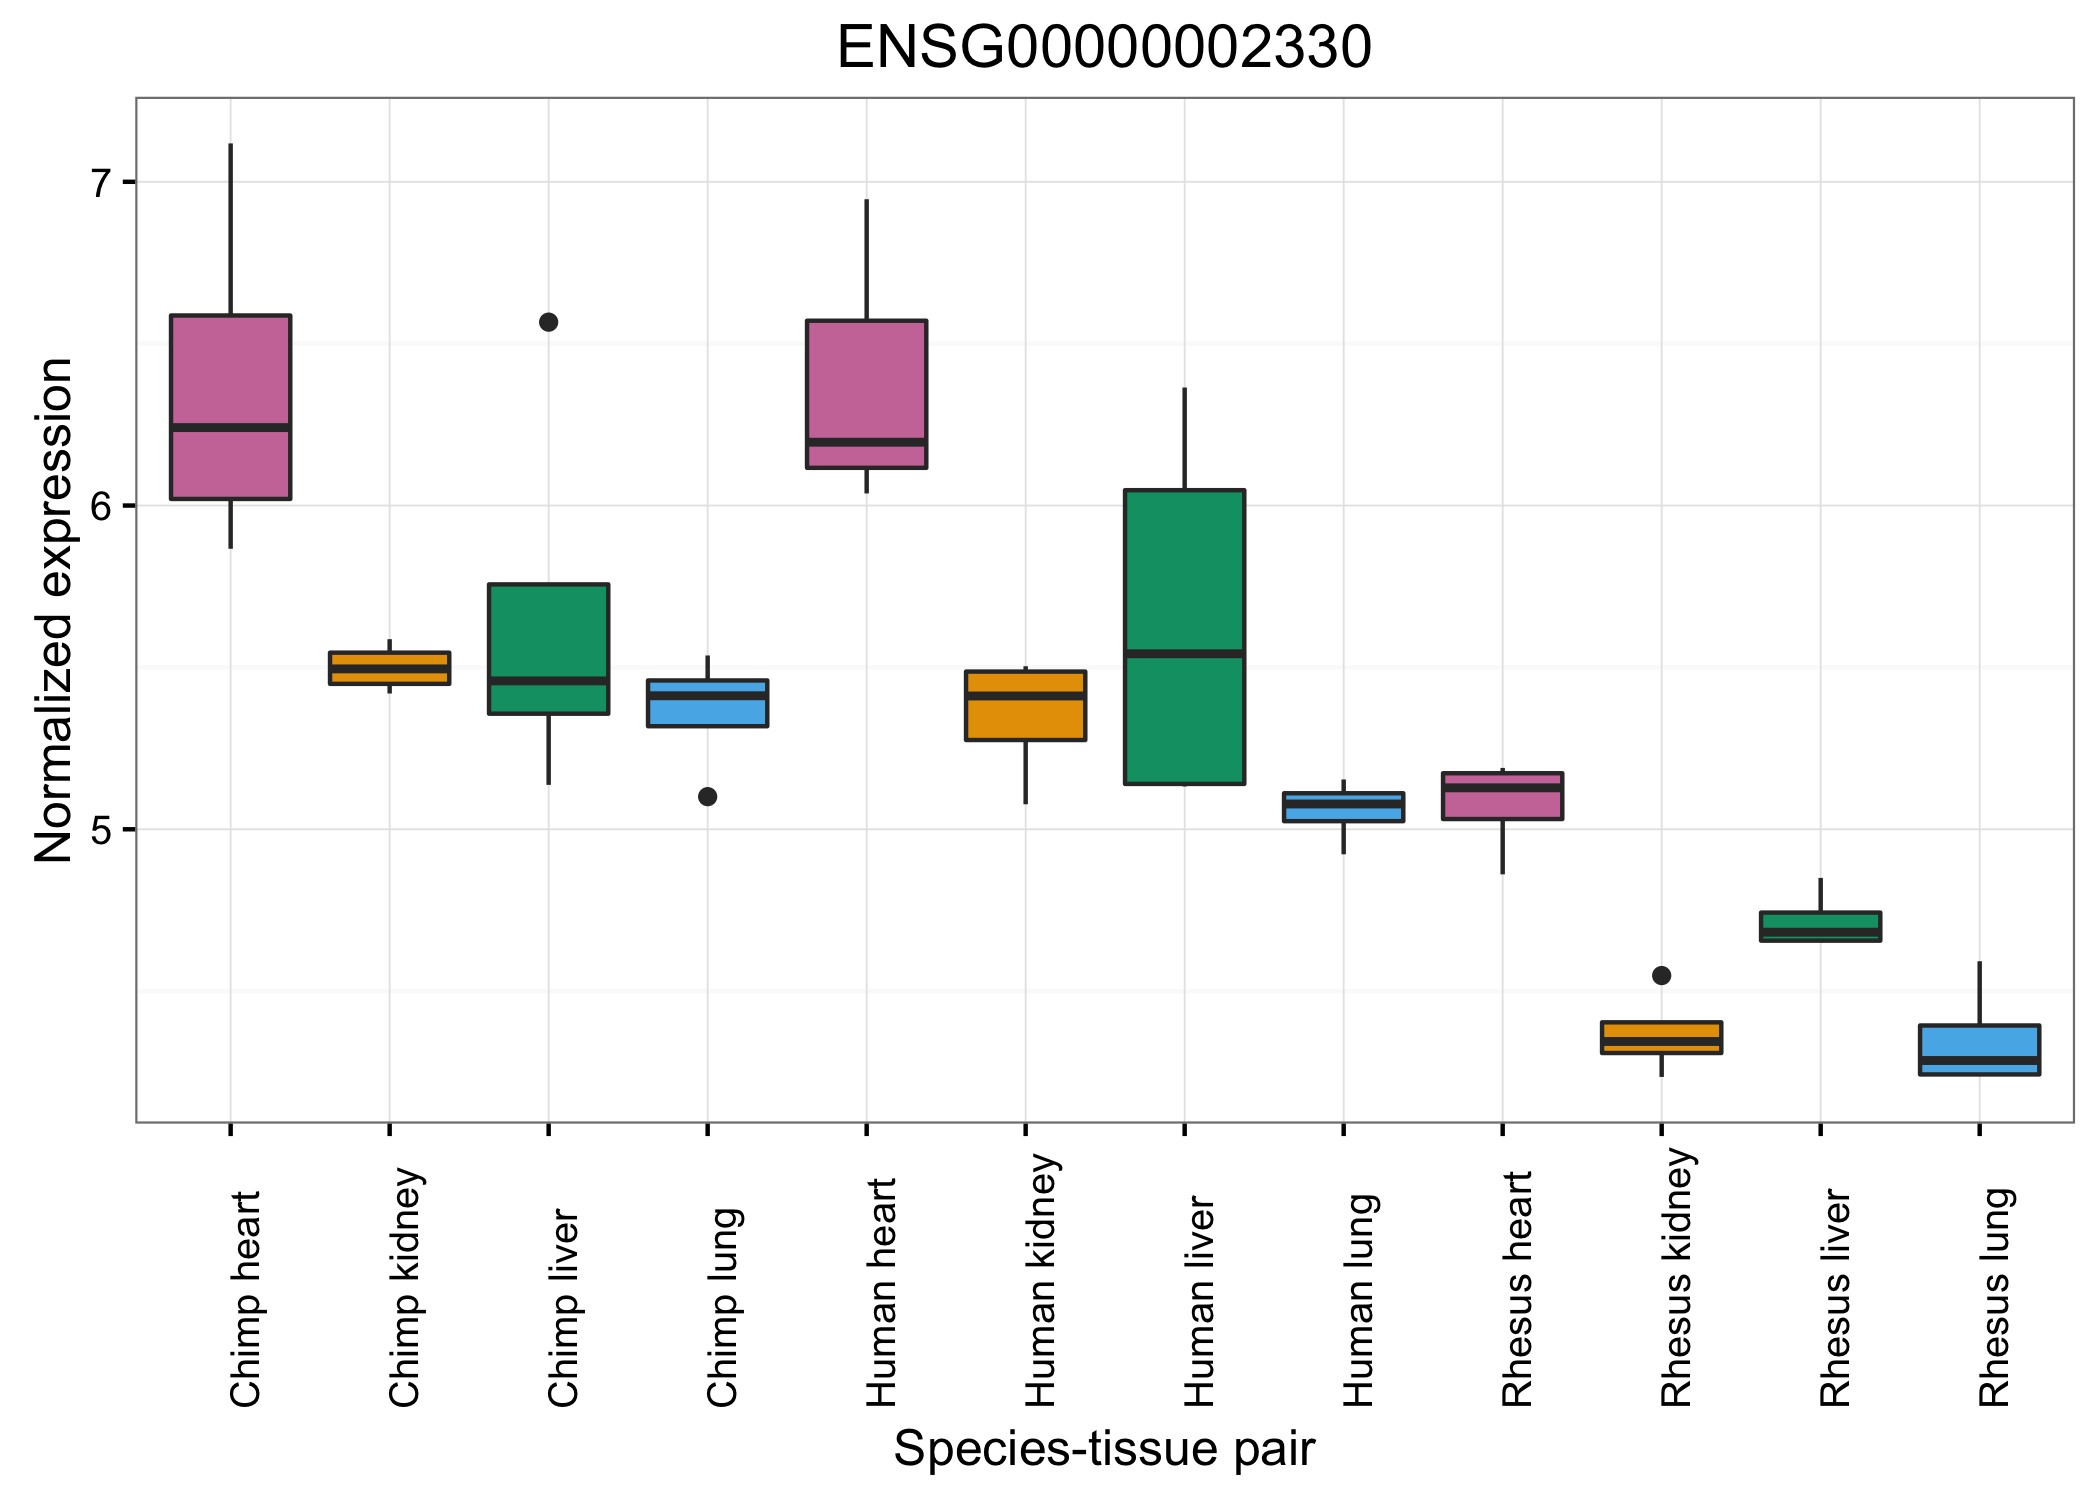 ENSG00000002330
Normalized expression
7
6
5
Chimp heart
Chimp kidney
Chimp liver
Chimp lung
Human heart
Human kidney
Human liver
Human lung
Rhesus heart
Rhesus kidney
Rhesus liver
Rhesus lung
Species-tissue pair